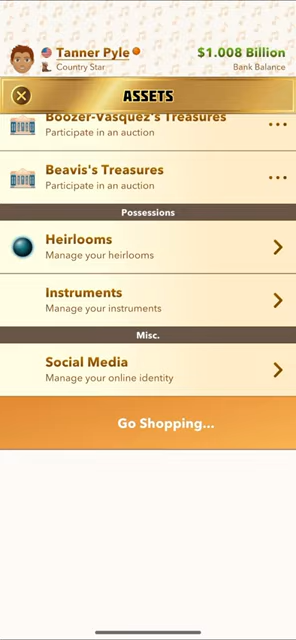 Tanner Pyle
$1.008 Billion
Country Star
Bank Balance
ASSETS
Boozer-Vasquez's Treasures
Participate in an auction
Beavis's Treasures
Participate in an auction
Possessions
Heirlooms
Manage your heirlooms
Instruments
Manage your instruments
Misc.
Social Media
Manage your online identity
Go Shopping...